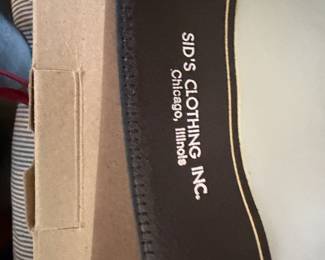 SID'S CLOTHING INC.
Chicago, Illinois